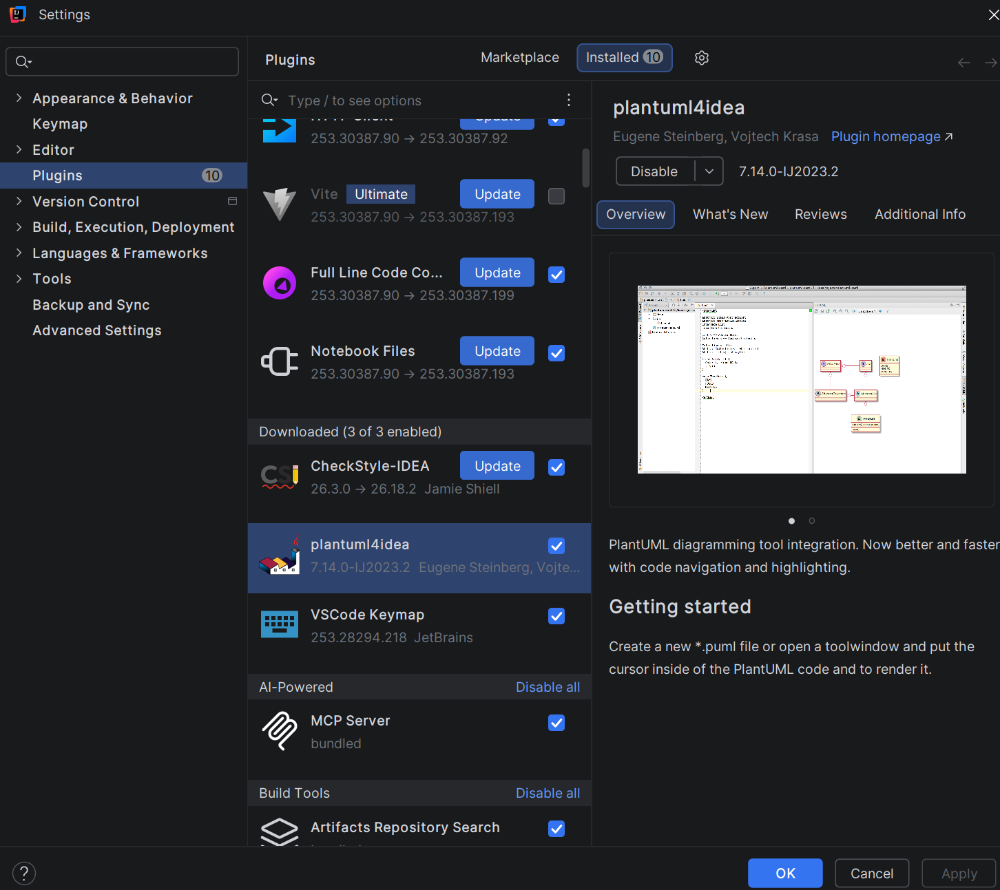 Settings
Plugins
Marketplace
Installed 10
Type / to see options
Appearance & Behavior
Keymap
Editor
Plugins 10
Version Control
Build, Execution, Deployment
Languages & Frameworks
Tools
Backup and Sync
Advanced Settings
Update
253.30387.90 → 253.30387.92
Vite Ultimate Update
253.30387.90 → 253.30387.193
Full Line Code Co... Update
253.30387.90 → 253.30387.199
Notebook Files Update
253.30387.90 → 253.30387.193
Downloaded (3 of 3 enabled)
CheckStyle-IDEA Update
26.3.0 → 26.18.2 Jamie Shiell
plantuml4idea
7.14.0-IJ2023.2 Eugene Steinberg, Vojte...
VSCode Keymap
253.28294.218 JetBrains
AI-Powered Disable all
MCP Server
bundled
Build Tools Disable all
Artifacts Repository Search
plantuml4idea
Eugene Steinberg, Vojtech Krasa Plugin homepage ↗
Disable 7.14.0-IJ2023.2
Overview What's New Reviews Additional Info
PlantUML diagramming tool integration. Now better and faster
with code navigation and highlighting.
Getting started
Create a new *.puml file or open a toolwindow and put the
cursor inside of the PlantUML code and to render it.
? OK Cancel Apply